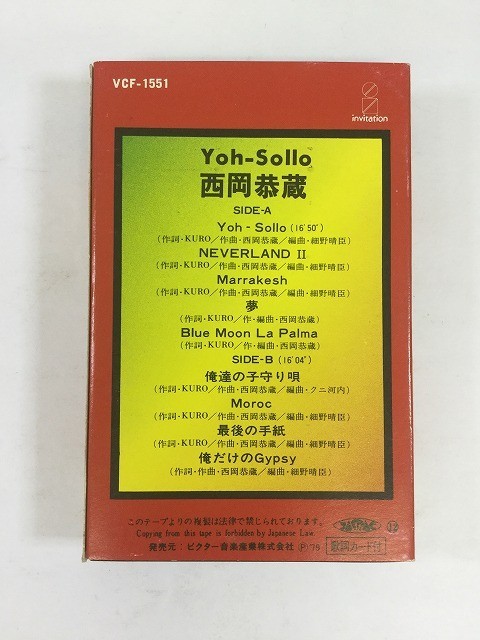 VCF-1551
invitation
Yoh-Sollo
西岡恭蔵
SIDE-A
Yoh - Sollo (16'50")
(作詞・KURO／作曲・西岡恭蔵／編曲・細野晴臣)
NEVERLAND II
(作詞・KURO／作曲・西岡恭蔵／編曲・細野晴臣)
Marrakesh
(作詞・KURO／作曲・西岡恭蔵／編曲・細野晴臣)
夢
(作詞・KURO／作・編曲・西岡恭蔵)
Blue Moon La Palma
(作詞・KURO／作・編曲・西岡恭蔵)
SIDE-B (16'04")
俺達の子守り唄
(作詞・KURO／作曲・西岡恭蔵／編曲・クニ河内)
Moroc
(作詞・KURO／作曲・西岡恭蔵／編曲・細野晴臣)
最後の手紙
(作詞・KURO／作曲・西岡恭蔵／編曲・細野晴臣)
俺だけのGypsy
(作詞・作曲・西岡恭蔵／編曲・細野晴臣)
このテープよりの複製は法律で禁じられております。
Copying from this tape is forbidden by Japanese Law.
発売元：ビクター音楽産業株式会社 Ⓟ'76
歌詞カード付